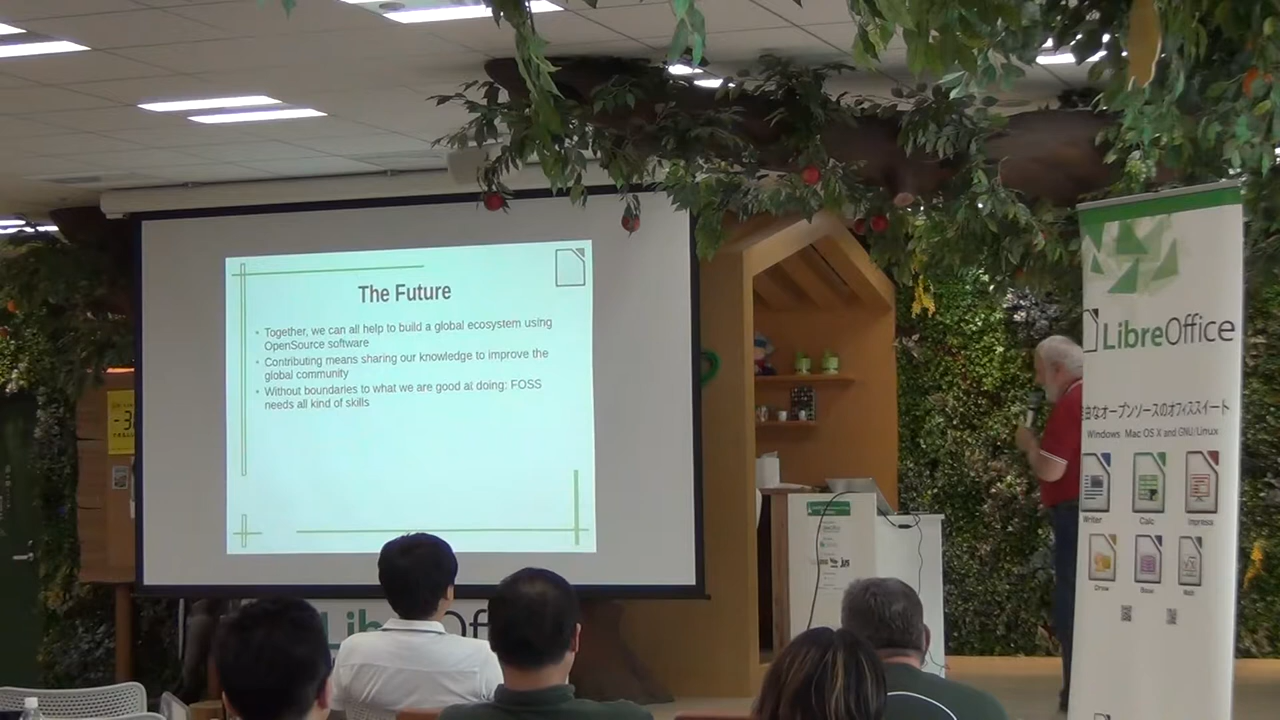 The Future
Together, we can all help to build a global ecosystem using
OpenSource software
Contributing means sharing our knowledge to improve the
global community
Without boundaries to what we are good at doing: FOSS
needs all kind of skills
LibreOffice
由なオープンソースのオフィススイート
Windows Mac OS X and GNU/Linux
Writer Calc Impress
Draw Base Math
-3